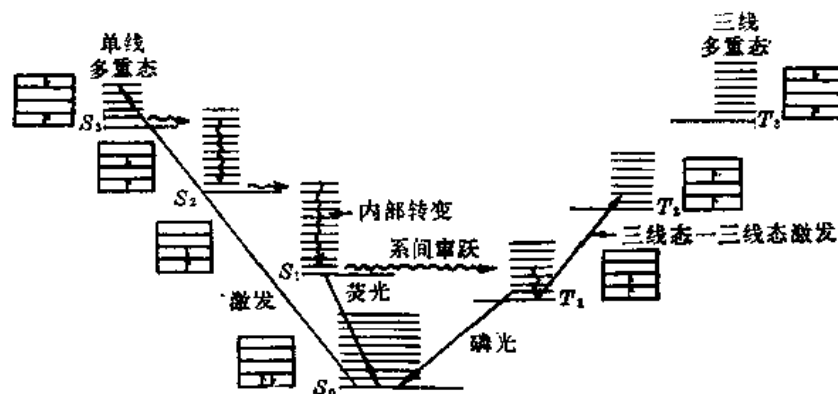 单线
多重态
三线
多重态
S₃
T₃
S₂
T₂
内部转变
三线态一三线态激发
系间窜跃
S₁
T₁
荧光
激发
磷光
S₀